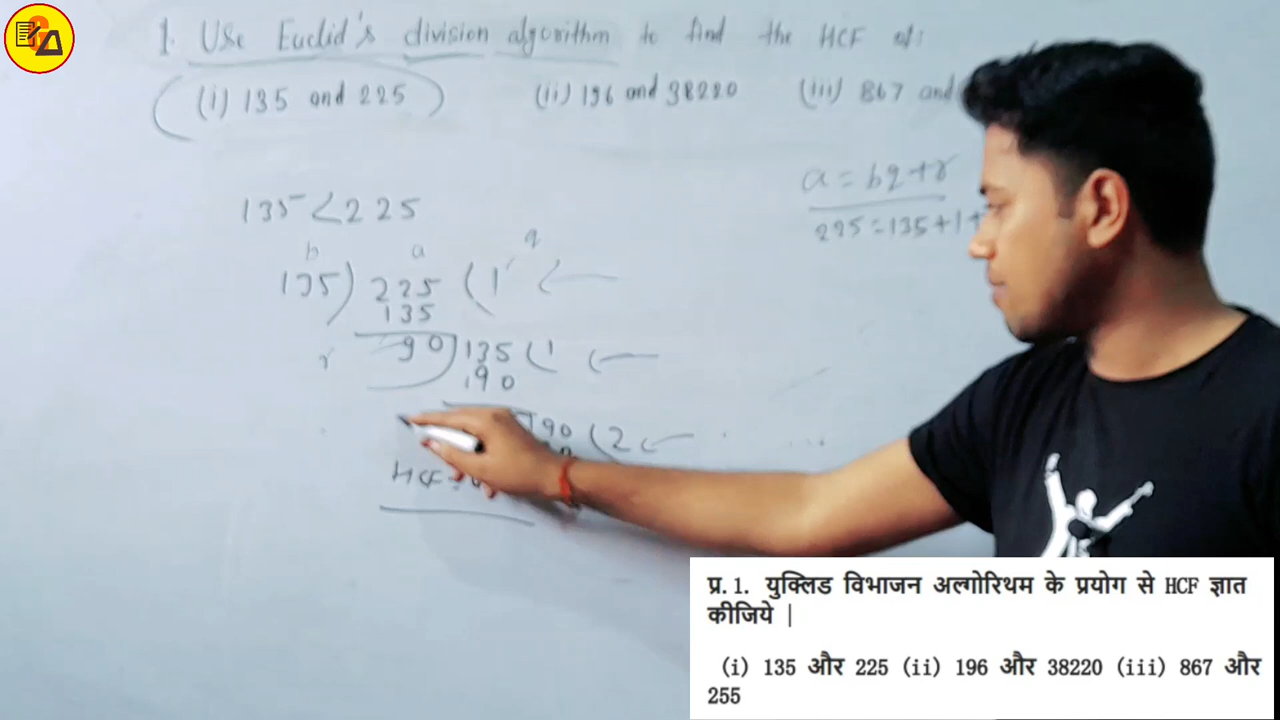 1. Use Euclid's division algorithm to find the HCF of:
(i) 135 and 225 (ii) 196 and 38220 (iii) 867 and
a = bq + r
225 = 135 + 1 +
135 < 225
b a q
135) 225 (1
135
r 90) 135 (1
90
90 (2
HCF =
प्र.1. युक्लिड विभाजन अल्गोरिथम के प्रयोग से HCF ज्ञात
कीजिये |
(i) 135 और 225 (ii) 196 और 38220 (iii) 867 और
255